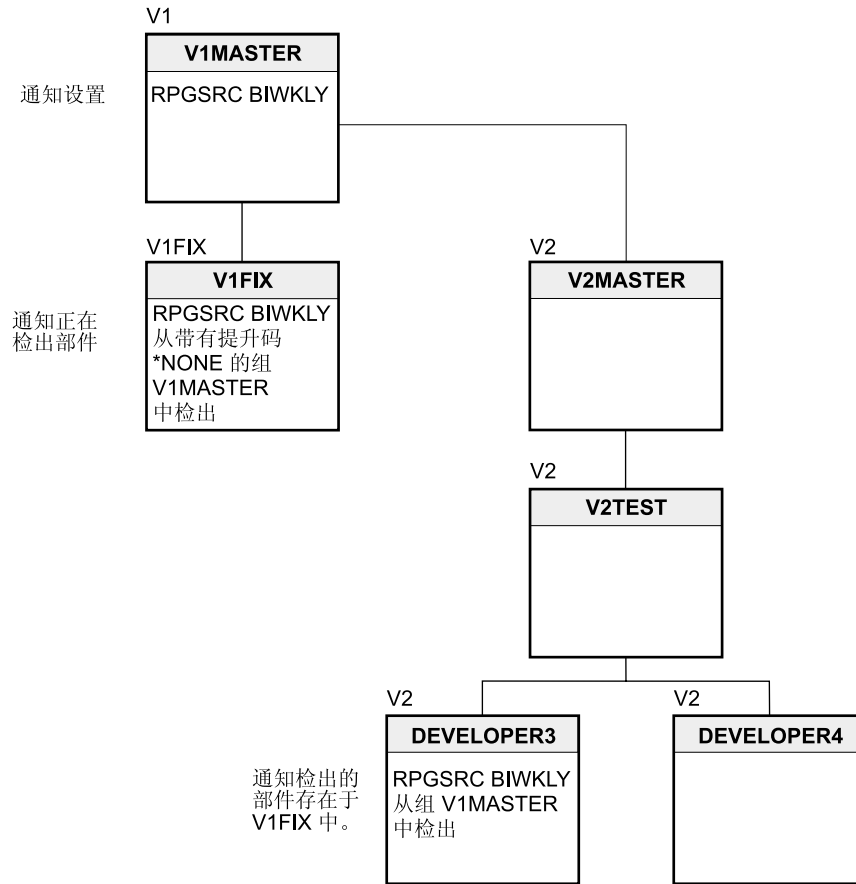 V1
V1MASTER
通知设置
RPGSRC BIWKLY
V1FIX
V1FIX
通知正在
检出部件
RPGSRC BIWKLY
从带有提升码
*NONE 的组
V1MASTER
中检出
V2
V2MASTER
V2
V2TEST
V2
DEVELOPER3
通知检出的
部件存在于
V1FIX 中。
RPGSRC BIWKLY
从组 V1MASTER
中检出
V2
DEVELOPER4